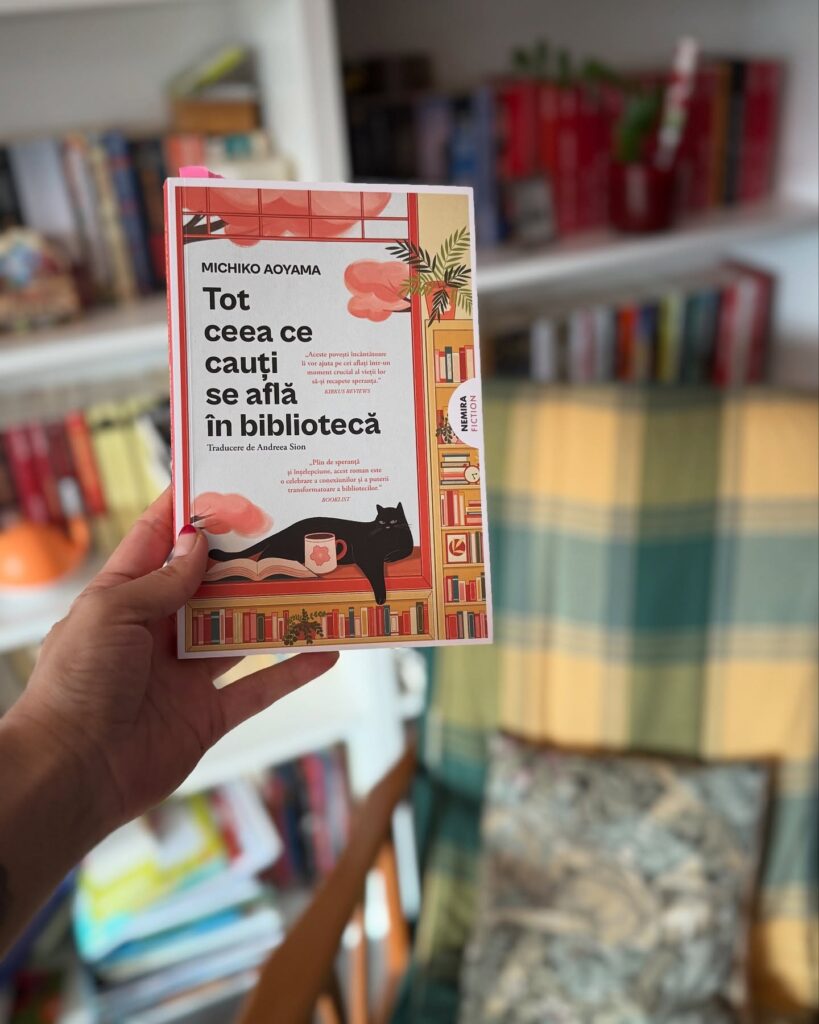 MICHIKO AOYAMA
Tot
ceea ce
cauți
se află
în bibliotecă
Traducere de Andreea Sion
„Aceste povești încântătoare
îi vor ajuta pe cei aflați într-un
moment crucial al vieții lor
să-și recapete speranța.”
KIRKUS REVIEWS
NEMIRA
FICTION
„Plin de speranță
și înțelepciune, acest roman este
o celebrare a conexiunilor și a puterii
transformatoare a bibliotecilor.”
BOOKLIST